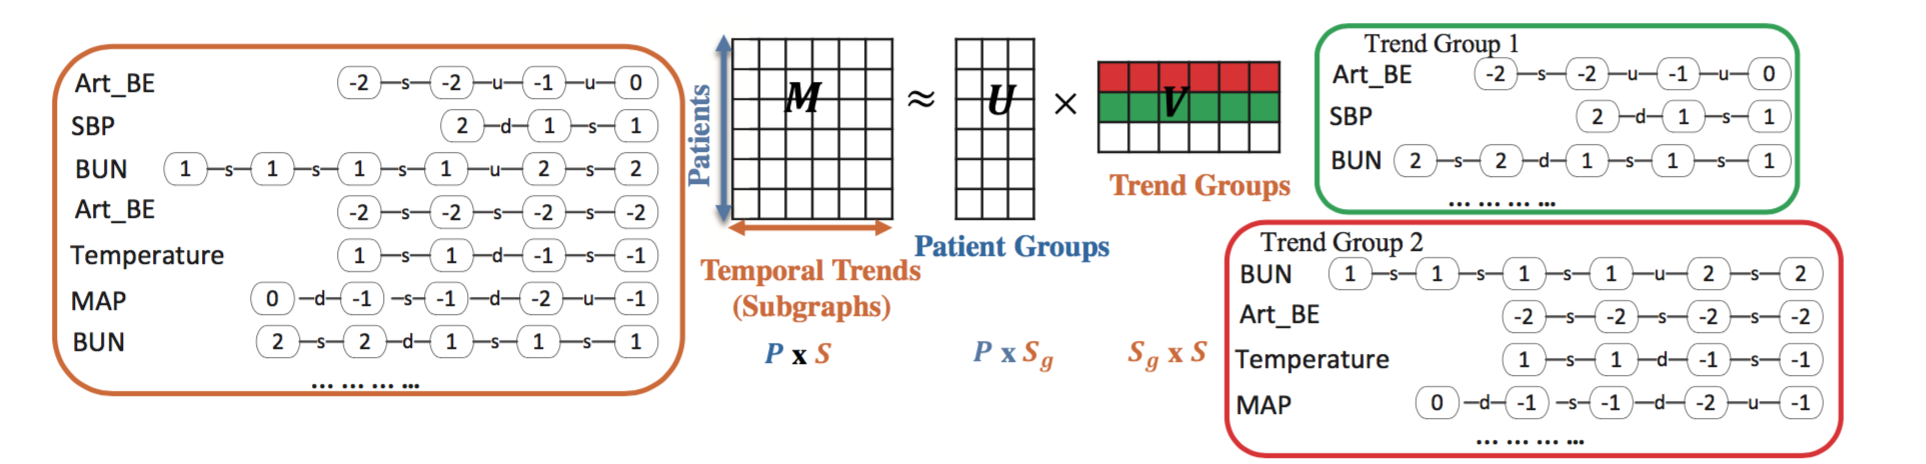 Art_BE -2 -s- -2 -u- -1 -u- 0
SBP 2 -d- 1 -s- 1
BUN 1 -s- 1 -s- 1 -s- 1 -u- 2 -s- 2
Art_BE -2 -s- -2 -s- -2 -s- -2
Temperature 1 -s- 1 -d- -1 -s- -1
MAP 0 -d- -1 -s- -1 -d- -2 -u- -1
BUN 2 -s- 2 -d- 1 -s- 1 -s- 1
... ... ... ...
Patients
M ≈ U × V
Temporal Trends
(Subgraphs)
P x S
Patient Groups
P x Sg
Trend Groups
Sg x S
Trend Group 1
Art_BE -2 -s- -2 -u- -1 -u- 0
SBP 2 -d- 1 -s- 1
BUN 2 -s- 2 -d- 1 -s- 1 -s- 1
... ... ... ...
Trend Group 2
BUN 1 -s- 1 -s- 1 -s- 1 -u- 2 -s- 2
Art_BE -2 -s- -2 -s- -2 -s- -2
Temperature 1 -s- 1 -d- -1 -s- -1
MAP 0 -d- -1 -s- -1 -d- -2 -u- -1
... ... ... ...